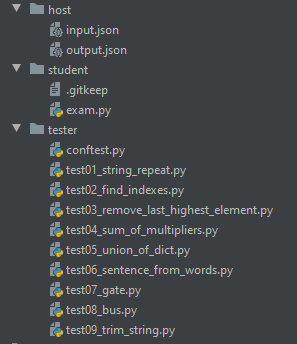 host
input.json
output.json
student
.gitkeep
exam.py
tester
conftest.py
test01_string_repeat.py
test02_find_indexes.py
test03_remove_last_highest_element.py
test04_sum_of_multipliers.py
test05_union_of_dict.py
test06_sentence_from_words.py
test07_gate.py
test08_bus.py
test09_trim_string.py